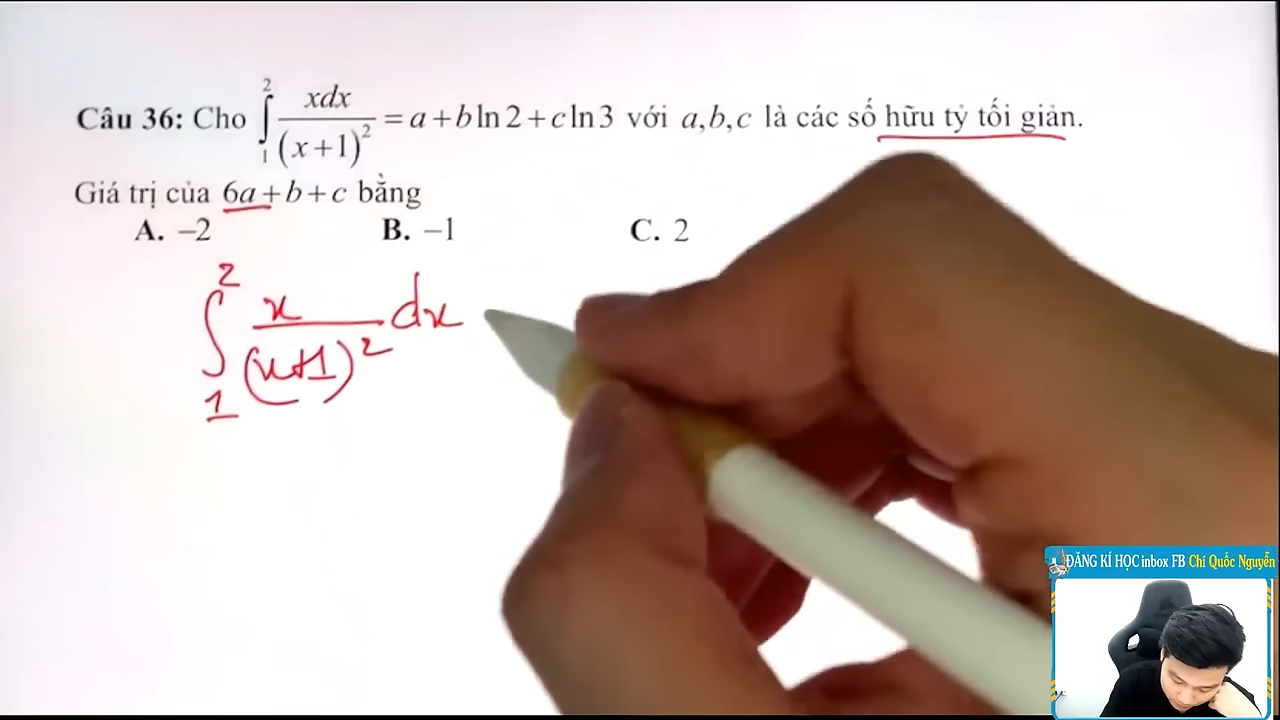 Câu 36: Cho ∫₁² xdx/(x+1)² = a + b ln 2 + c ln 3 với a, b, c là các số hữu tỷ tối giản.
Giá trị của 6a + b + c bằng
A. −2 B. −1 C. 2
∫₁² x/(x+1)² dx
ĐĂNG KÍ HỌC inbox FB Chí Quốc Nguyễn